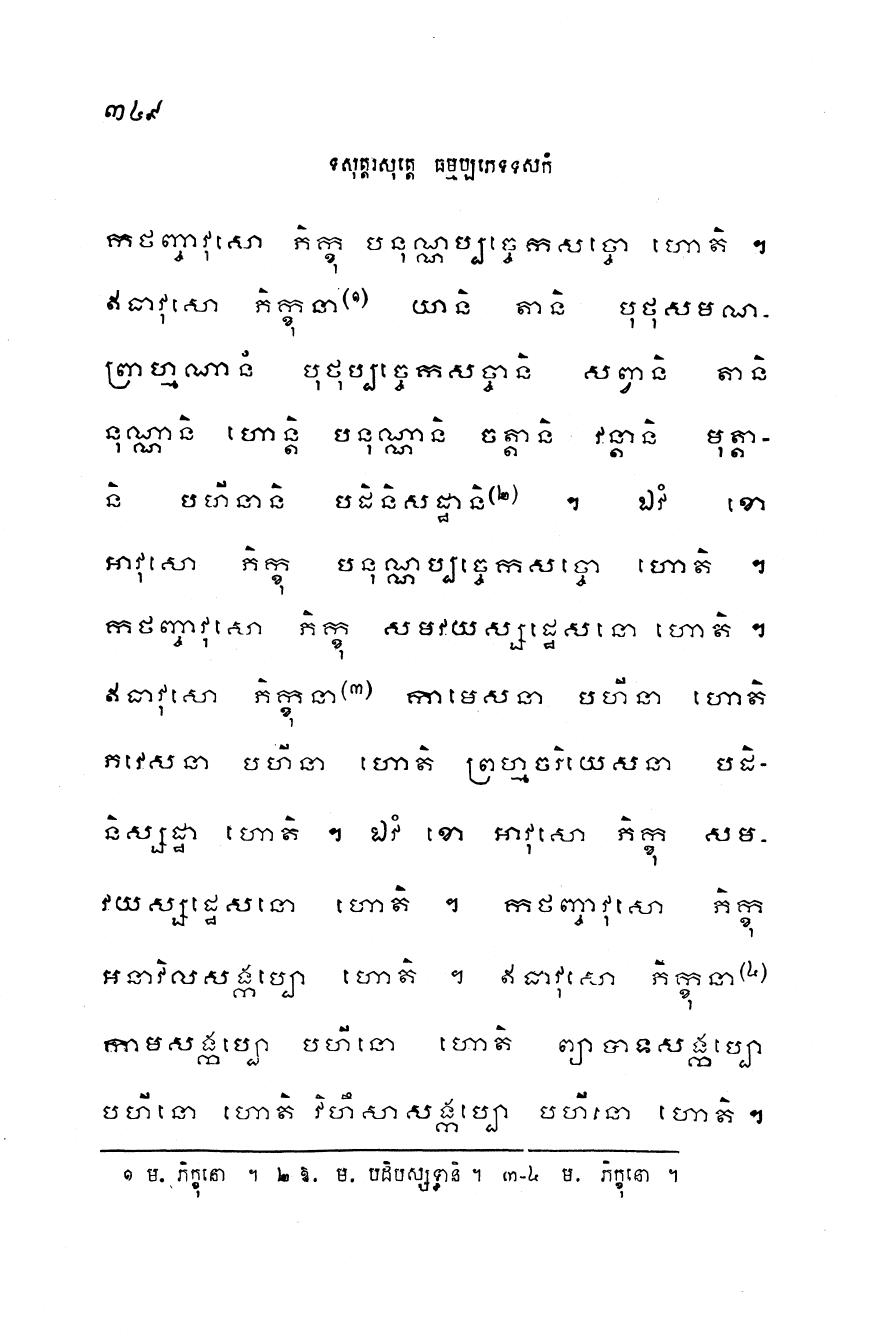 ៣៤៩
ទសុត្តរសុត្តេ ធម្មប្បភេទទសកំ
កថញ្ចាវុសោ ភិក្ខុ បនុណ្ណប្បច្ចេកសច្ចោ ហោតិ ។
ឥធាវុសោ ភិក្ខុនា(១) យានិ តានិ បុថុសមណ-
ព្រាហ្មណានំ បុថុប្បច្ចេកសច្ចានិ សព្វានិ តានិ
នុណ្ណានិ ហោន្តិ បនុណ្ណានិ ចត្តានិ វន្តានិ មុត្តា-
និ បហីនានិ បដិនិសដ្ឋានិ(២) ។ ឯវំ ខោ
អាវុសោ ភិក្ខុ បនុណ្ណប្បច្ចេកសច្ចោ ហោតិ ។
កថញ្ចាវុសោ ភិក្ខុ សមវយស្សដ្ឋេសនោ ហោតិ ។
ឥធាវុសោ ភិក្ខុនា(៣) កាមេសនា បហីនា ហោតិ
ភវេសនា បហីនា ហោតិ ព្រហ្មចរិយេសនា បដិ-
និស្សដ្ឋា ហោតិ ។ ឯវំ ខោ អាវុសោ ភិក្ខុ សម-
វយស្សដ្ឋេសនោ ហោតិ ។ កថញ្ចាវុសោ ភិក្ខុ
អនាវិលសង្កប្បោ ហោតិ ។ ឥធាវុសោ ភិក្ខុនា(៤)
កាមសង្កប្បោ បហីនោ ហោតិ ព្យាបាទសង្កប្បោ
បហីនោ ហោតិ វិហឹសាសង្កប្បោ បហីនោ ហោតិ ។
១ ម. ភិក្ខុនោ ។ ២ ឱ. ម. បដិបស្សទ្ធានិ ។ ៣-៤ ម. ភិក្ខុនោ ។